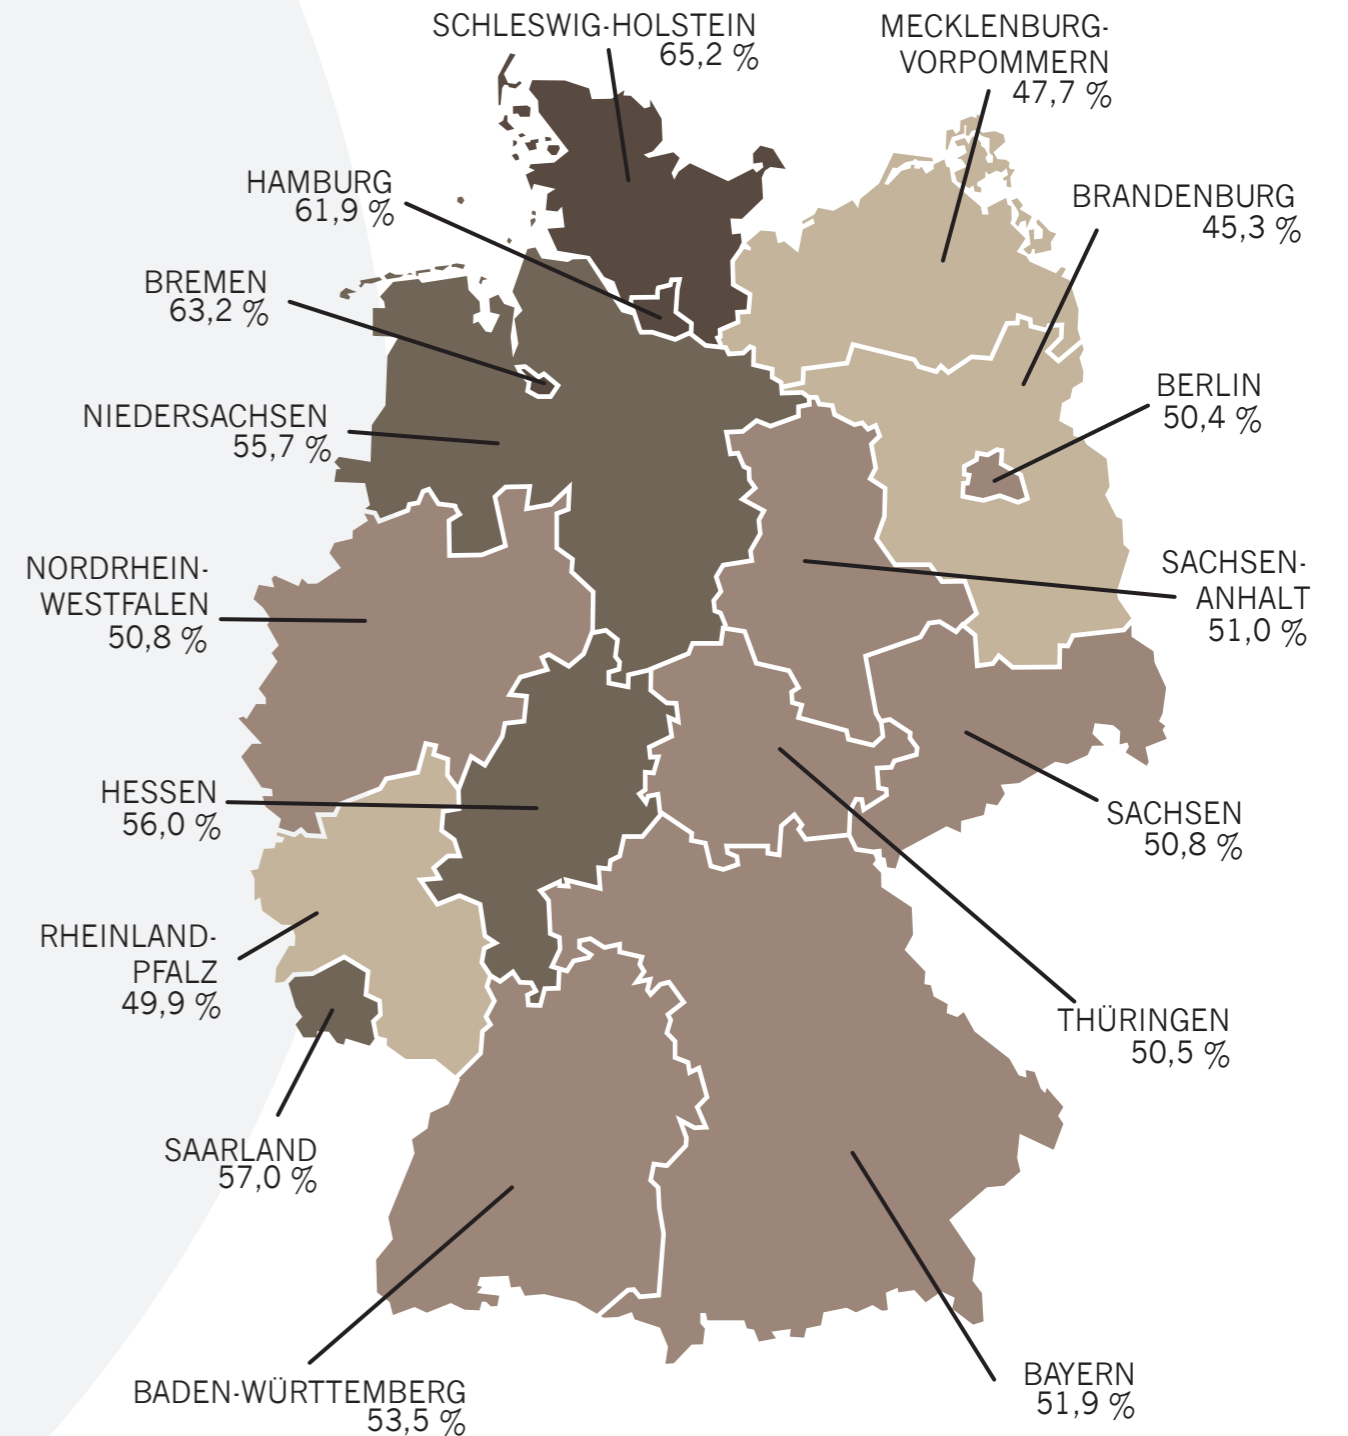 SCHLESWIG-HOLSTEIN
65,2 %
MECKLENBURG-
VORPOMMERN
47,7 %
HAMBURG
61,9 %
BRANDENBURG
45,3 %
BREMEN
63,2 %
BERLIN
50,4 %
NIEDERSACHSEN
55,7 %
NORDRHEIN-
WESTFALEN
50,8 %
SACHSEN-
ANHALT
51,0 %
HESSEN
56,0 %
SACHSEN
50,8 %
RHEINLAND-
PFALZ
49,9 %
THÜRINGEN
50,5 %
SAARLAND
57,0 %
BADEN-WÜRTTEMBERG
53,5 %
BAYERN
51,9 %